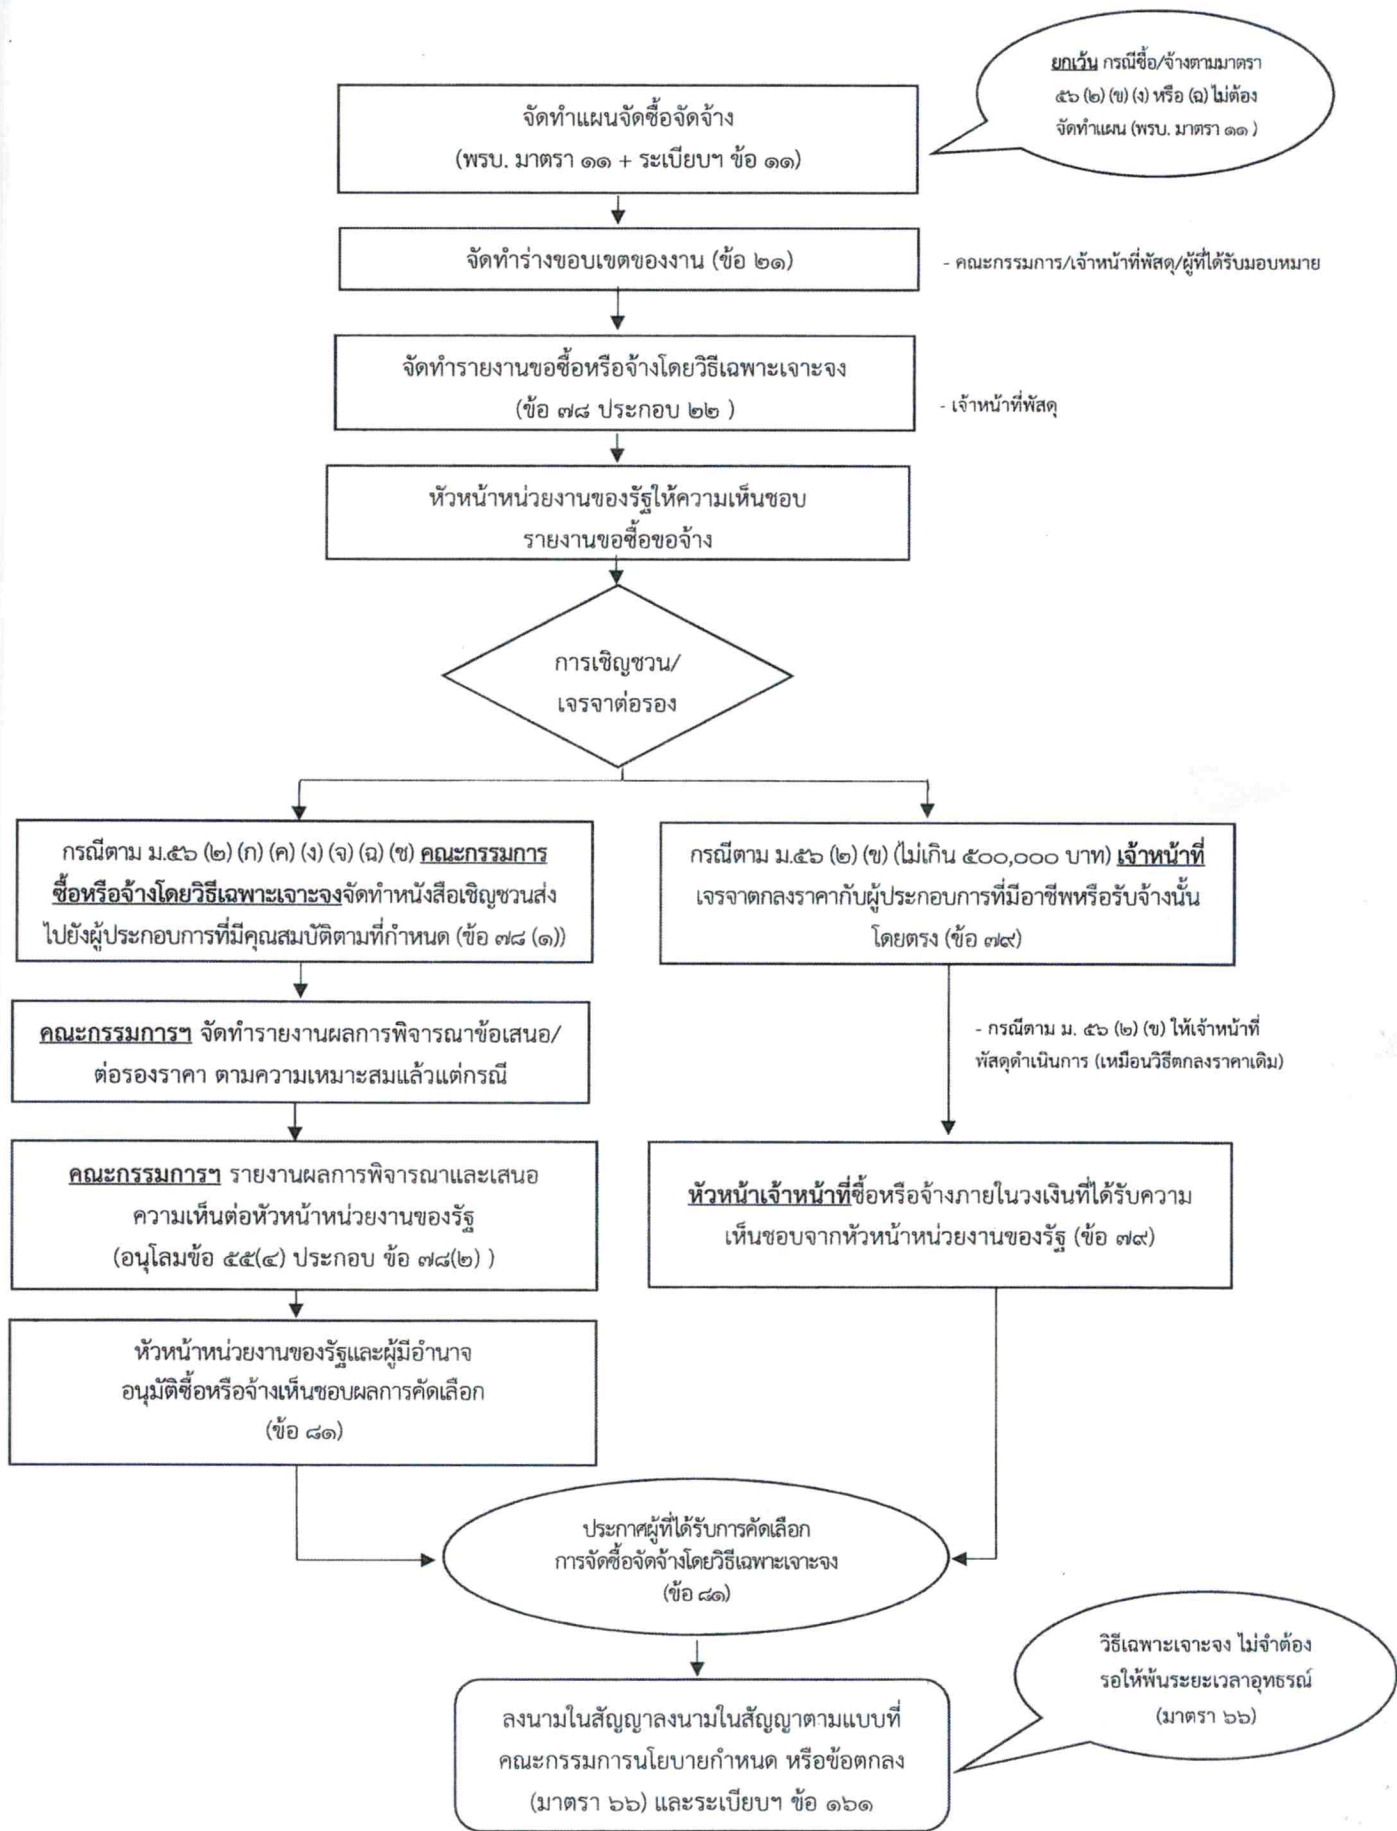 ยกเว้น กรณีซื้อ/จ้างตามมาตรา
๕๖ (๒) (ข) (ง) หรือ (ฉ) ไม่ต้อง
จัดทำแผน (พรบ. มาตรา ๑๑ )
จัดทำแผนจัดซื้อจัดจ้าง
(พรบ. มาตรา ๑๑ + ระเบียบฯ ข้อ ๑๑)
จัดทำร่างขอบเขตของงาน (ข้อ ๒๑)
- คณะกรรมการ/เจ้าหน้าที่พัสดุ/ผู้ที่ได้รับมอบหมาย
จัดทำรายงานขอซื้อหรือจ้างโดยวิธีเฉพาะเจาะจง
(ข้อ ๗๘ ประกอบ ๒๒ )
- เจ้าหน้าที่พัสดุ
หัวหน้าหน่วยงานของรัฐให้ความเห็นชอบ
รายงานขอซื้อขอจ้าง
การเชิญชวน/
เจรจาต่อรอง
กรณีตาม ม.๕๖ (๒) (ก) (ค) (ง) (จ) (ฉ) (ช) คณะกรรมการ
ซื้อหรือจ้างโดยวิธีเฉพาะเจาะจงจัดทำหนังสือเชิญชวนส่ง
ไปยังผู้ประกอบการที่มีคุณสมบัติตามที่กำหนด (ข้อ ๗๘ (๑))
กรณีตาม ม.๕๖ (๒) (ข) (ไม่เกิน ๕๐๐,๐๐๐ บาท) เจ้าหน้าที่
เจรจาตกลงราคากับผู้ประกอบการที่มีอาชีพหรือรับจ้างนั้น
โดยตรง (ข้อ ๗๙)
คณะกรรมการฯ จัดทำรายงานผลการพิจารณาข้อเสนอ/
ต่อรองราคา ตามความเหมาะสมแล้วแต่กรณี
- กรณีตาม ม. ๕๖ (๒) (ข) ให้เจ้าหน้าที่
พัสดุดำเนินการ (เหมือนวิธีตกลงราคาเดิม)
คณะกรรมการฯ รายงานผลการพิจารณาและเสนอ
ความเห็นต่อหัวหน้าหน่วยงานของรัฐ
(อนุโลมข้อ ๕๕(๔) ประกอบ ข้อ ๗๘(๒) )
หัวหน้าเจ้าหน้าที่ซื้อหรือจ้างภายในวงเงินที่ได้รับความ
เห็นชอบจากหัวหน้าหน่วยงานของรัฐ (ข้อ ๗๙)
หัวหน้าหน่วยงานของรัฐและผู้มีอำนาจ
อนุมัติซื้อหรือจ้างเห็นชอบผลการคัดเลือก
(ข้อ ๘๑)
ประกาศผู้ที่ได้รับการคัดเลือก
การจัดซื้อจัดจ้างโดยวิธีเฉพาะเจาะจง
(ข้อ ๘๑)
วิธีเฉพาะเจาะจง ไม่จำต้อง
รอให้พ้นระยะเวลาอุทธรณ์
(มาตรา ๖๖)
ลงนามในสัญญาลงนามในสัญญาตามแบบที่
คณะกรรมการนโยบายกำหนด หรือข้อตกลง
(มาตรา ๖๖) และระเบียบฯ ข้อ ๑๖๑